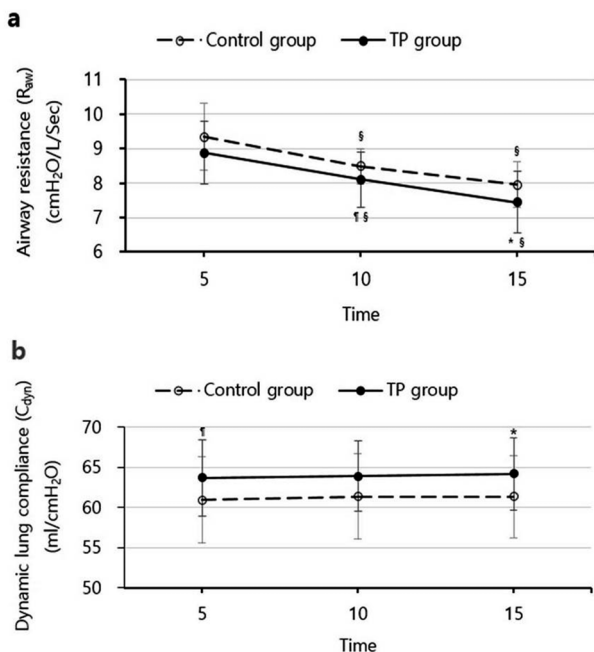 a
Control group TP group
Airway resistance (Raw)
(cmH2O/L/Sec)
11
10
9
8
7
6
§
§
¶ §
* §
5 10 15
Time
b
Control group TP group
Dynamic lung compliance (Cdyn)
(ml/cmH2O)
70
65
60
55
50
¶
*
5 10 15
Time